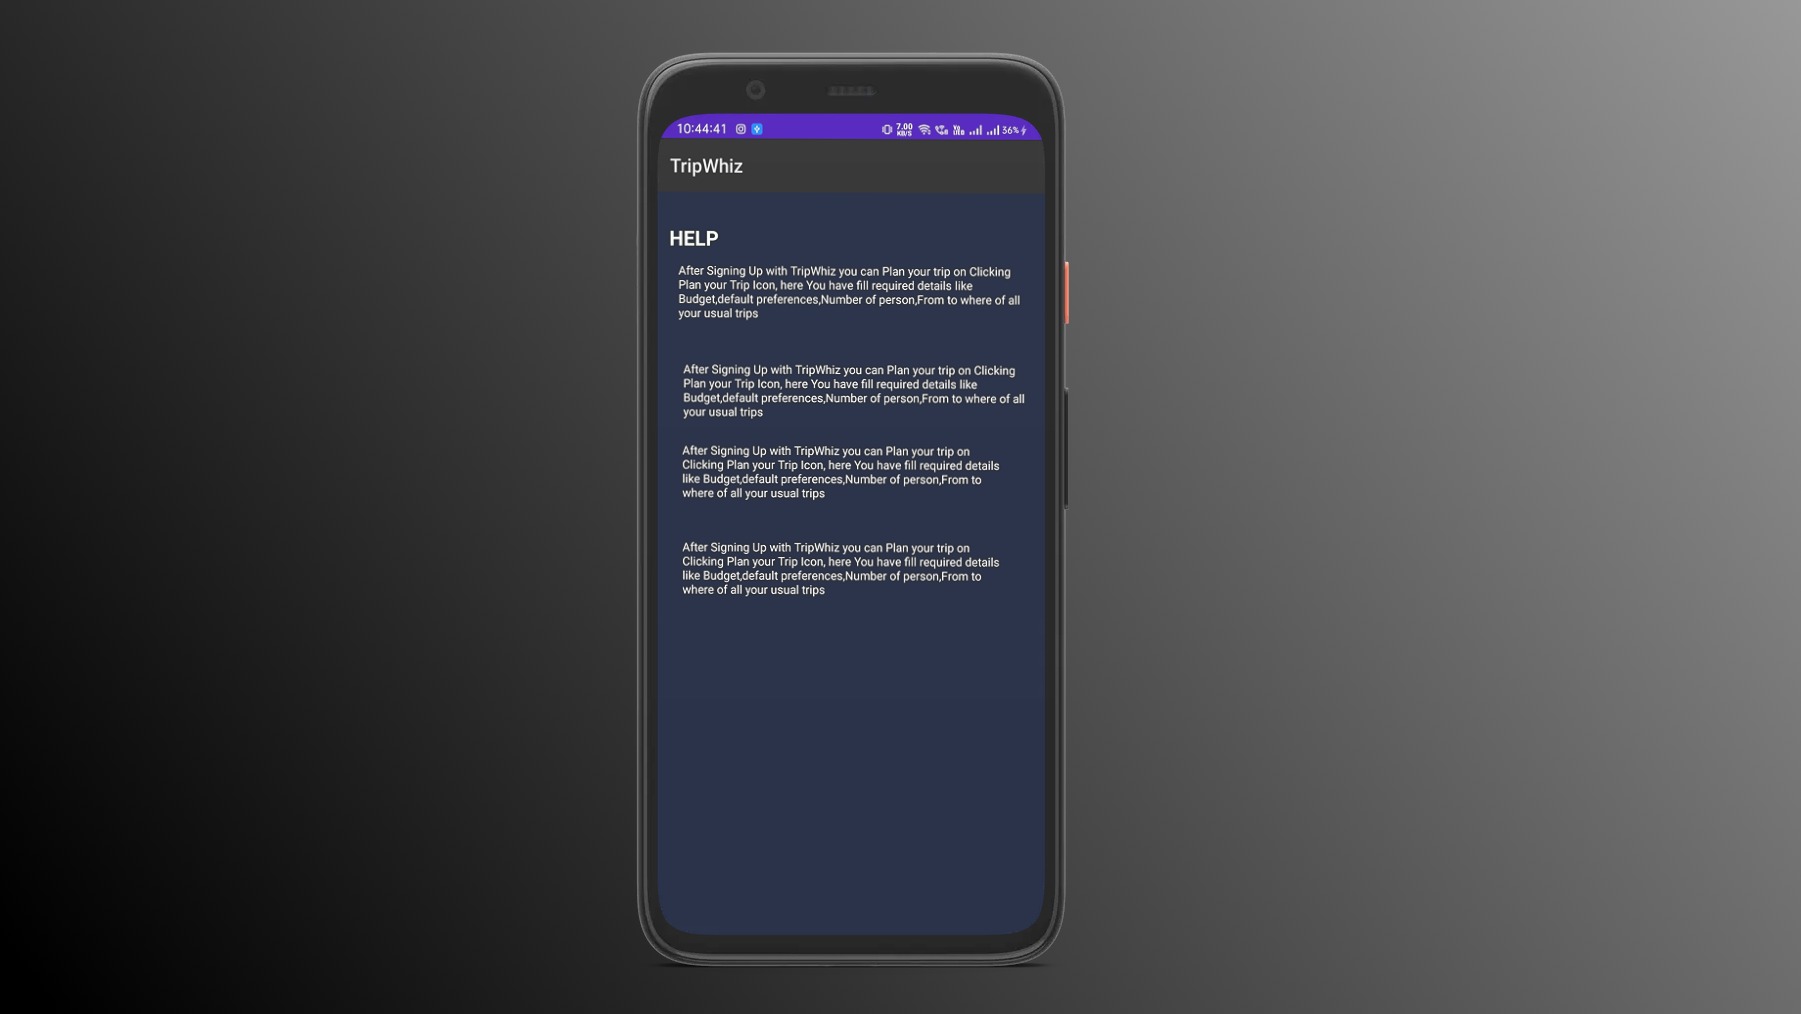 10:44:41 7.00 KB/S 36%
TripWhiz
HELP
After Signing Up with TripWhiz you can Plan your trip on Clicking
Plan your Trip Icon, here You have fill required details like
Budget,default preferences,Number of person,From to where of all
your usual trips
After Signing Up with TripWhiz you can Plan your trip on Clicking
Plan your Trip Icon, here You have fill required details like
Budget,default preferences,Number of person,From to where of all
your usual trips
After Signing Up with TripWhiz you can Plan your trip on
Clicking Plan your Trip Icon, here You have fill required details
like Budget,default preferences,Number of person,From to
where of all your usual trips
After Signing Up with TripWhiz you can Plan your trip on
Clicking Plan your Trip Icon, here You have fill required details
like Budget,default preferences,Number of person,From to
where of all your usual trips